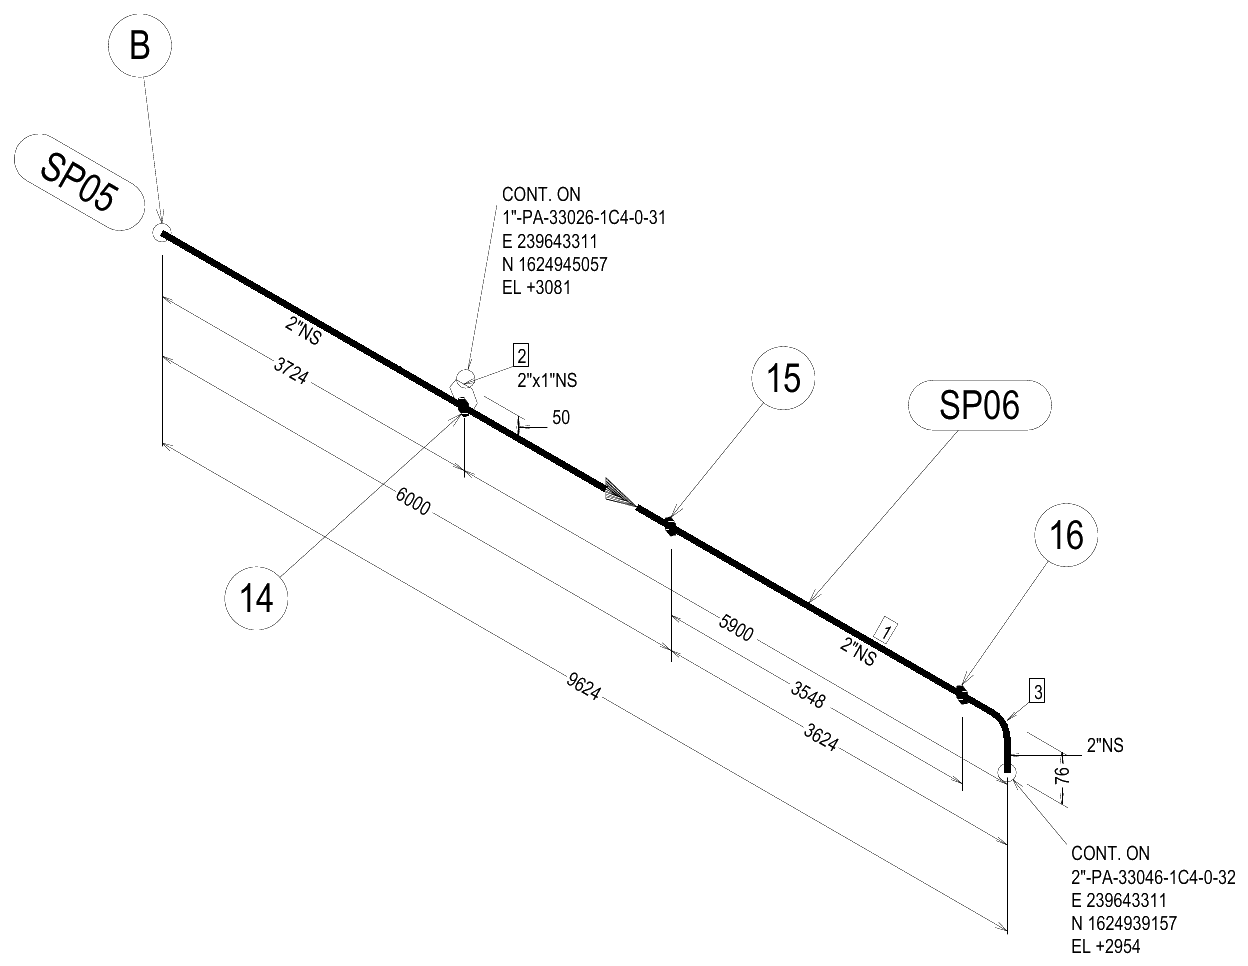 B
SP05
CONT. ON
1"-PA-33026-1C4-0-31
E 239643311
N 1624945057
EL +3081
2"NS
3724
2
2"x1"NS
50
15
SP06
6000
16
14
5900
1
2"NS
9624
3548
3624
3
2"NS
76
CONT. ON
2"-PA-33046-1C4-0-32
E 239643311
N 1624939157
EL +2954